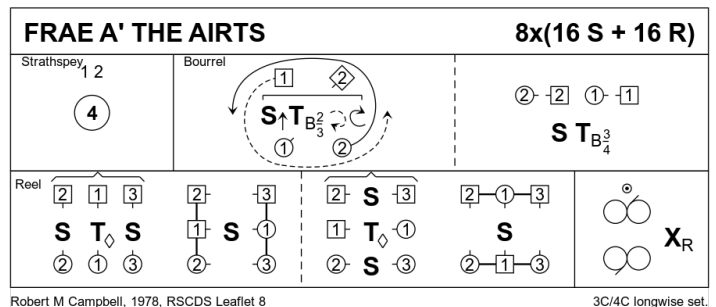 FRAE A' THE AIRTS 8x(16 S + 16 R)
Strathspey 1 2
4
Bourrel
1 2
S↑T B 2/3
1 2
2 2 1 1
S T B 3/4
Reel
2 1 3 2 3 2 S 3 2 1 3
S T◊ S 1 S 1 1 T◊ 1 S X R
2 1 3 2 3 2 S 3 2 1 3
Robert M Campbell, 1978, RSCDS Leaflet 8 3C/4C longwise set.